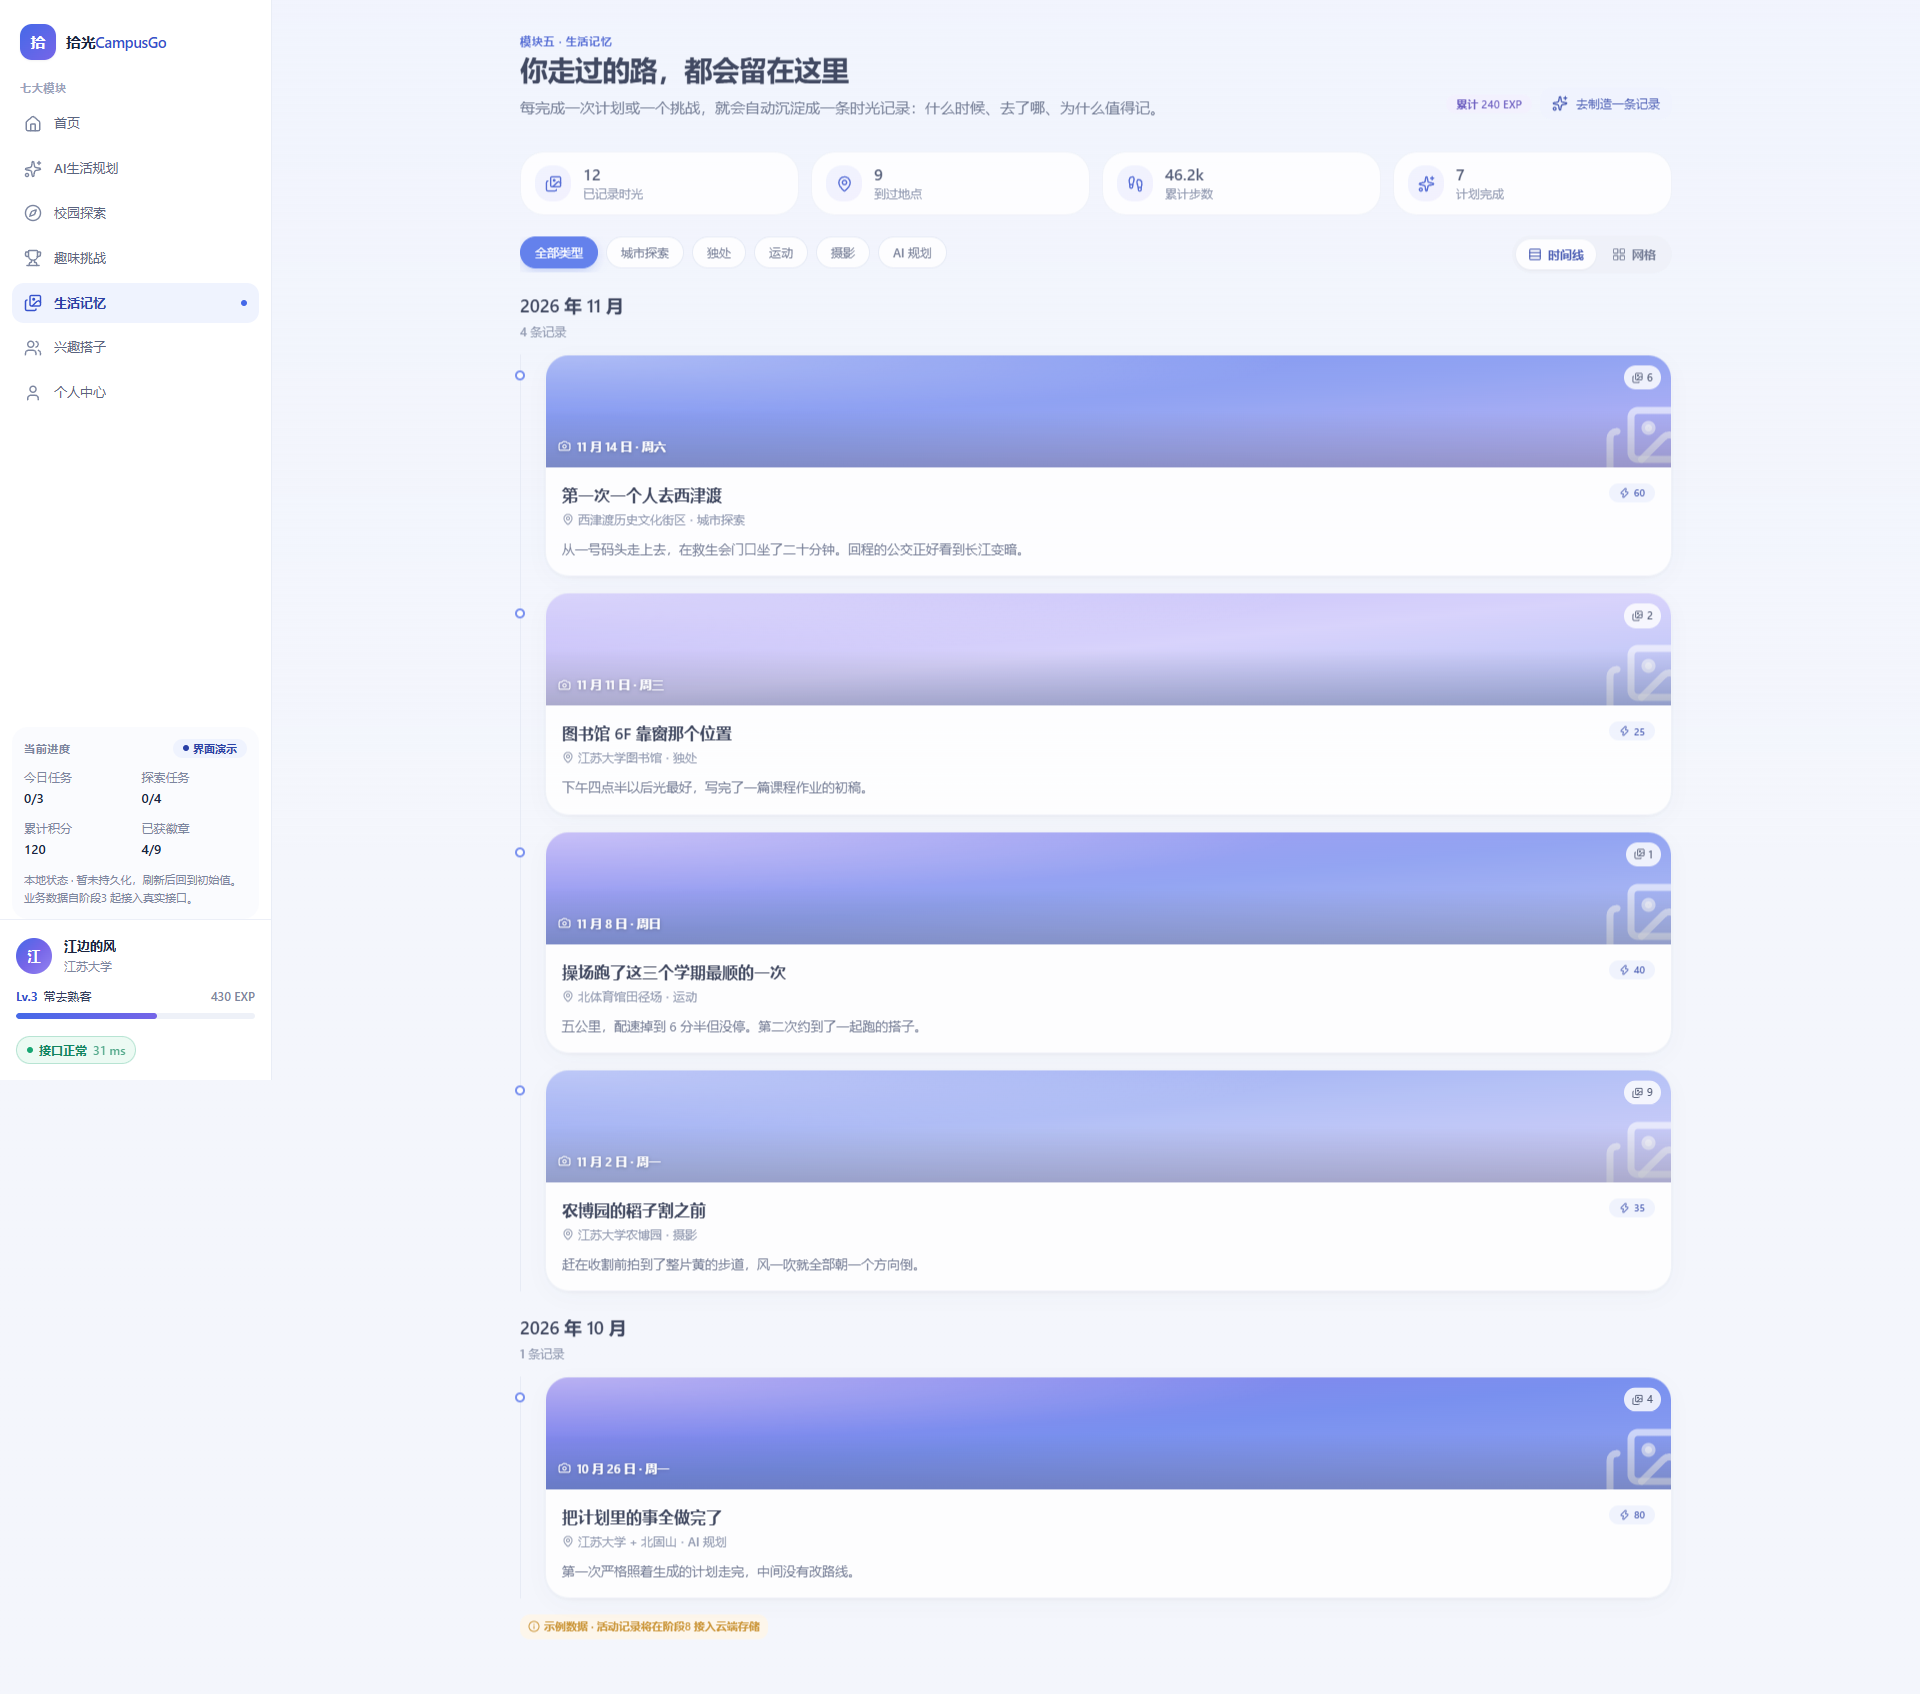 拾 拾光CampusGo
七大模块
首页
AI生活规划
校园探索
趣味挑战
生活记忆
兴趣搭子
个人中心
当前进度 界面演示
今日任务 探索任务
0/3 0/4
累计积分 已获徽章
120 4/9
本地状态 · 暂未持久化，刷新后回到初始值。
业务数据自阶段3 起接入真实接口。
江 江边的风
江苏大学
Lv.3 常去熟客 430 EXP
接口正常 31 ms
模块五 · 生活记忆
你走过的路，都会留在这里
每完成一次计划或一个挑战，就会自动沉淀成一条时光记录：什么时候、去了哪、为什么值得记。
累计 240 EXP 去制造一条记录
12
已记录时光
9
到过地点
46.2k
累计步数
7
计划完成
全部类型 城市探索 独处 运动 摄影 AI 规划 时间线 网格
2026 年 11 月
4 条记录
6
11 月 14 日 · 周六
第一次一个人去西津渡 60
西津渡历史文化街区 · 城市探索
从一号码头走上去，在救生会门口坐了二十分钟。回程的公交正好看到长江变暗。
2
11 月 11 日 · 周三
图书馆 6F 靠窗那个位置 25
江苏大学图书馆 · 独处
下午四点半以后光最好，写完了一篇课程作业的初稿。
1
11 月 8 日 · 周日
操场跑了这三个学期最顺的一次 40
北体育馆田径场 · 运动
五公里，配速掉到 6 分半但没停。第二次约到了一起跑的搭子。
9
11 月 2 日 · 周一
农博园的稻子割之前 35
江苏大学农博园 · 摄影
赶在收割前拍到了整片黄的步道，风一吹就全部朝一个方向倒。
2026 年 10 月
1 条记录
4
10 月 26 日 · 周一
把计划里的事全做完了 80
江苏大学 + 北固山 · AI 规划
第一次严格照着生成的计划走完，中间没有改路线。
示例数据 · 活动记录将在阶段8 接入云端存储